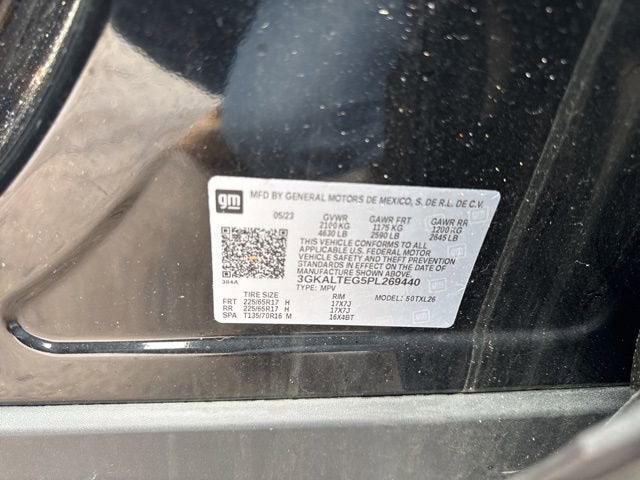 gm MFD BY GENERAL MOTORS DE MEXICO, S. DE R.L. DE C.V.
05/23 GVWR GAWR FRT GAWR RR
2100 KG 1175 KG 1200 KG
4630 LB 2590 LB 2645 LB
THIS VEHICLE CONFORMS TO ALL
APPLICABLE U.S. FEDERAL MOTOR
VEHICLE SAFETY AND THEFT PREVENTION
STANDARDS IN EFFECT ON THE DATE OF
MANUFACTURE SHOWN ABOVE.
384A 3GKALTEG5PL269440
TYPE: MPV MODEL: 50TXL26
TIRE SIZE RIM
FRT 225/65R17 H 17X7J
RR 225/65R17 H 17X7J
SPA T135/70R16 M 16X4BT